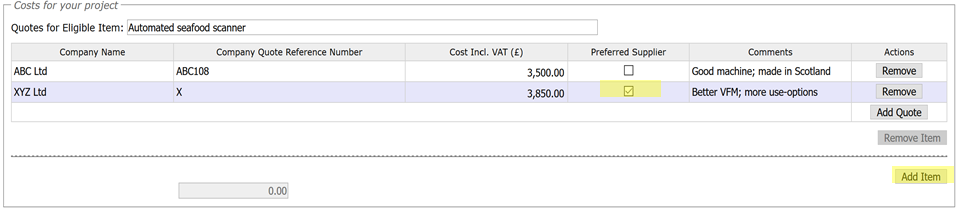 Costs for your project
Quotes for Eligible Item: Automated seafood scanner
Company Name Company Quote Reference Number Cost Incl. VAT (£) Preferred Supplier Comments Actions
ABC Ltd ABC108 3,500.00 Good machine; made in Scotland Remove
XYZ Ltd X 3,850.00 Better VFM; more use-options Remove
Add Quote
Remove Item
Add Item
0.00